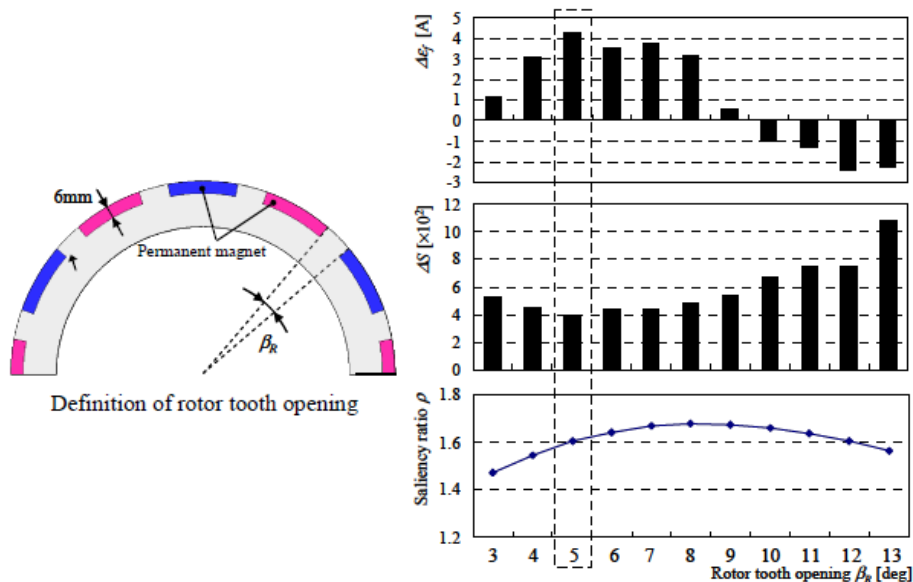 6mm
Permanent magnet
β_R
Definition of rotor tooth opening
Δε_f [A]
5
4
3
2
1
0
-1
-2
-3
ΔS [×10²]
12
10
8
6
4
2
0
Saliency ratio ρ
1.8
1.6
1.4
1.2
3 4 5 6 7 8 9 10 11 12 13
Rotor tooth opening β_R [deg]